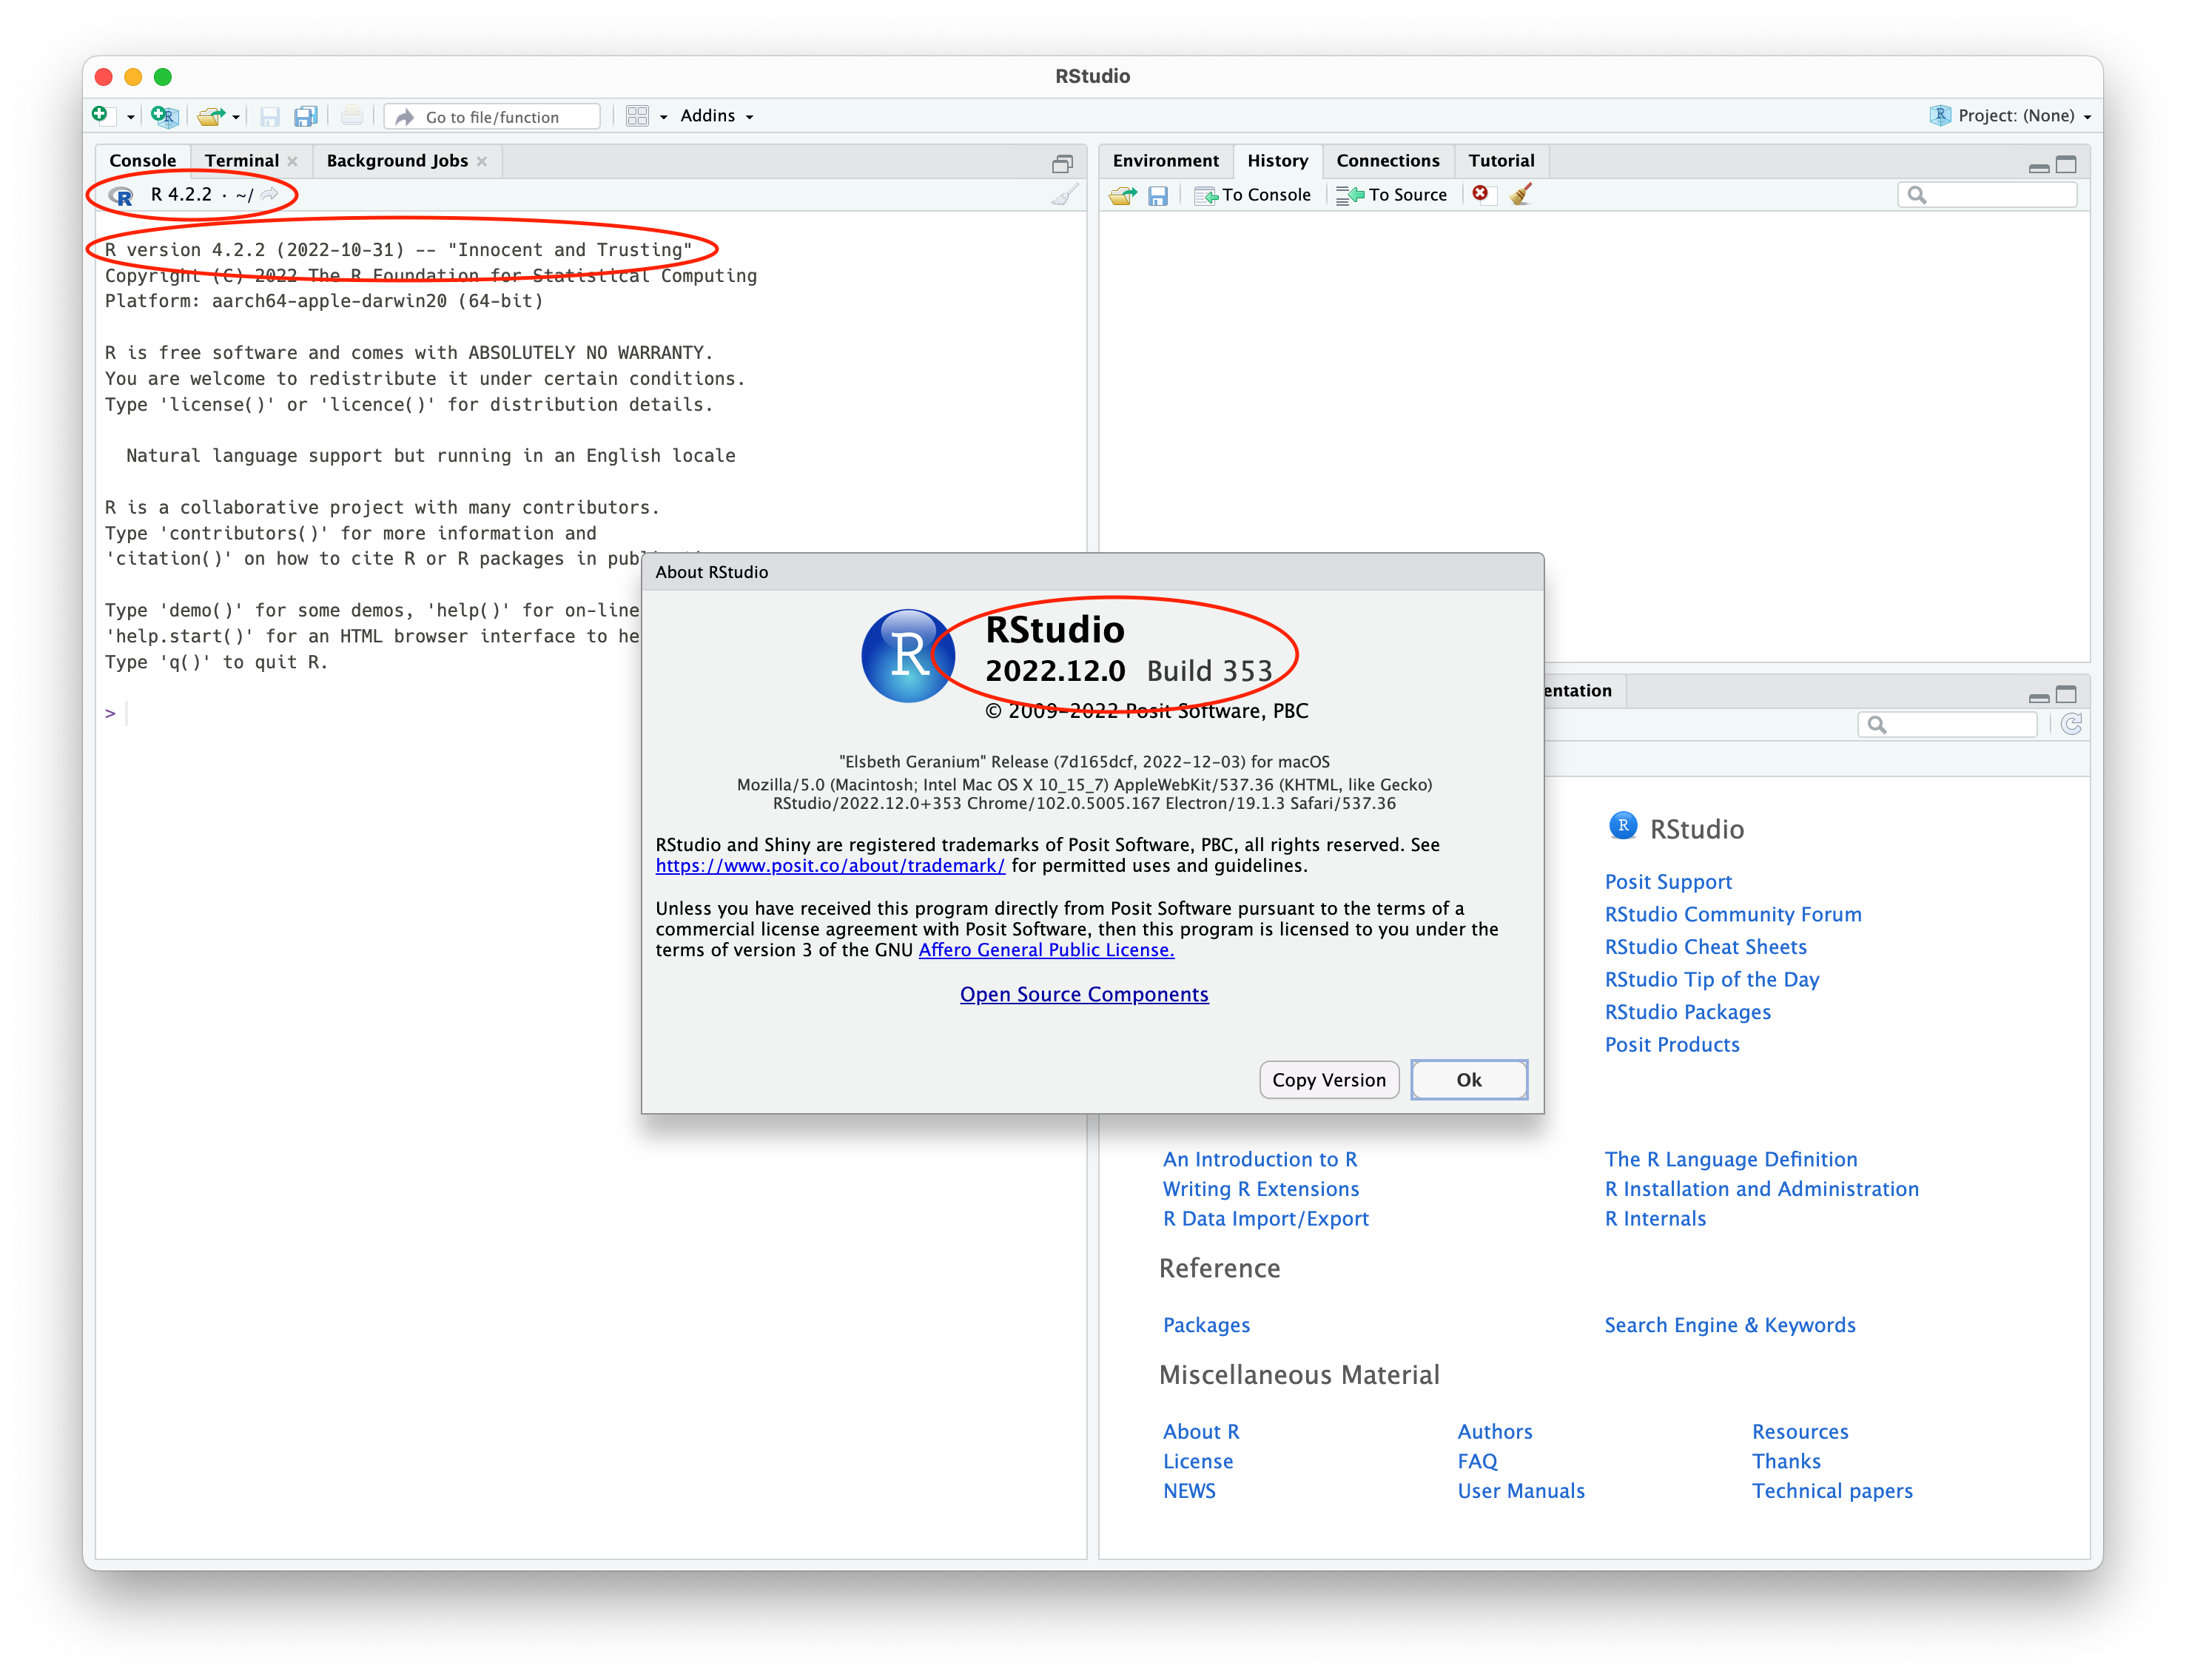 RStudio
Go to file/function
Addins
Project: (None)
Console
Terminal
Background Jobs
R 4.2.2 · ~/
R version 4.2.2 (2022-10-31) -- "Innocent and Trusting"
Copyright (C) 2022 The R Foundation for Statistical Computing
Platform: aarch64-apple-darwin20 (64-bit)
R is free software and comes with ABSOLUTELY NO WARRANTY.
You are welcome to redistribute it under certain conditions.
Type 'license()' or 'licence()' for distribution details.
Natural language support but running in an English locale
R is a collaborative project with many contributors.
Type 'contributors()' for more information and
'citation()' on how to cite R or R packages in
Type 'demo()' for some demos, 'help()' for on-line
'help.start()' for an HTML browser interface to
Type 'q()' to quit R.
>
Environment
History
Connections
Tutorial
To Console
To Source
About RStudio
R
RStudio
2022.12.0 Build 353
© 2009-2022 Posit Software, PBC
"Elsbeth Geranium" Release (7d165dcf, 2022-12-03) for macOS
Mozilla/5.0 (Macintosh; Intel Mac OS X 10_15_7) AppleWebKit/537.36 (KHTML, like Gecko)
RStudio/2022.12.0+353 Chrome/102.0.5005.167 Electron/19.1.3 Safari/537.36
RStudio and Shiny are registered trademarks of Posit Software, PBC, all rights reserved. See
https://www.posit.co/about/trademark/ for permitted uses and guidelines.
Unless you have received this program directly from Posit Software pursuant to the terms of a
commercial license agreement with Posit Software, then this program is licensed to you under the
terms of version 3 of the GNU Affero General Public License.
Open Source Components
Copy Version
Ok
entation
R RStudio
Posit Support
RStudio Community Forum
RStudio Cheat Sheets
RStudio Tip of the Day
RStudio Packages
Posit Products
An Introduction to R
The R Language Definition
Writing R Extensions
R Installation and Administration
R Data Import/Export
R Internals
Reference
Packages
Search Engine & Keywords
Miscellaneous Material
About R
Authors
Resources
License
FAQ
Thanks
NEWS
User Manuals
Technical papers